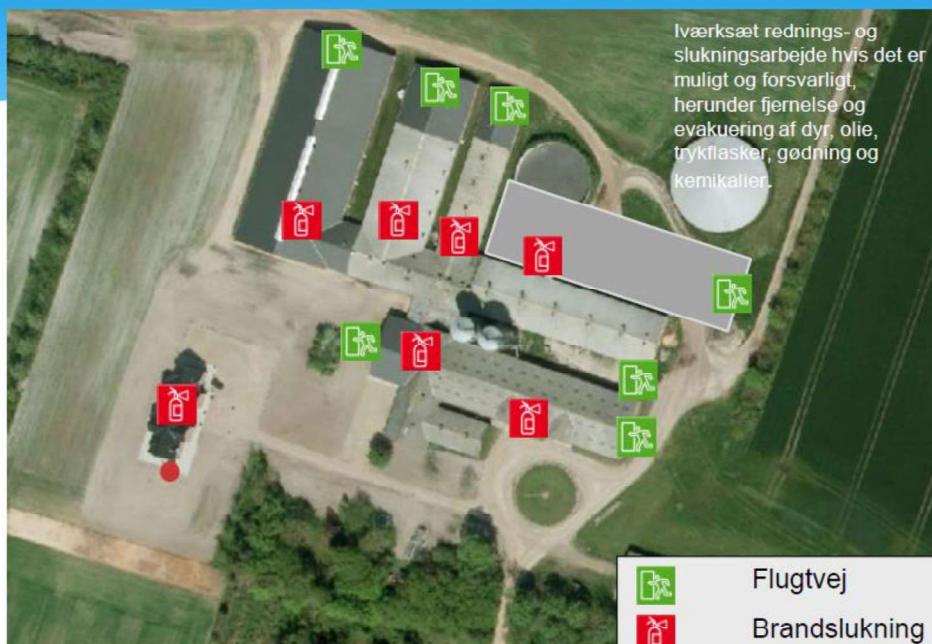 Iværksæt rednings- og
slukningsarbejde hvis det er
muligt og forsvarligt,
herunder fjernelse og
evakuering af dyr, olie,
trykflasker, gødning og
kemikalier.
Flugtvej
Brandslukning